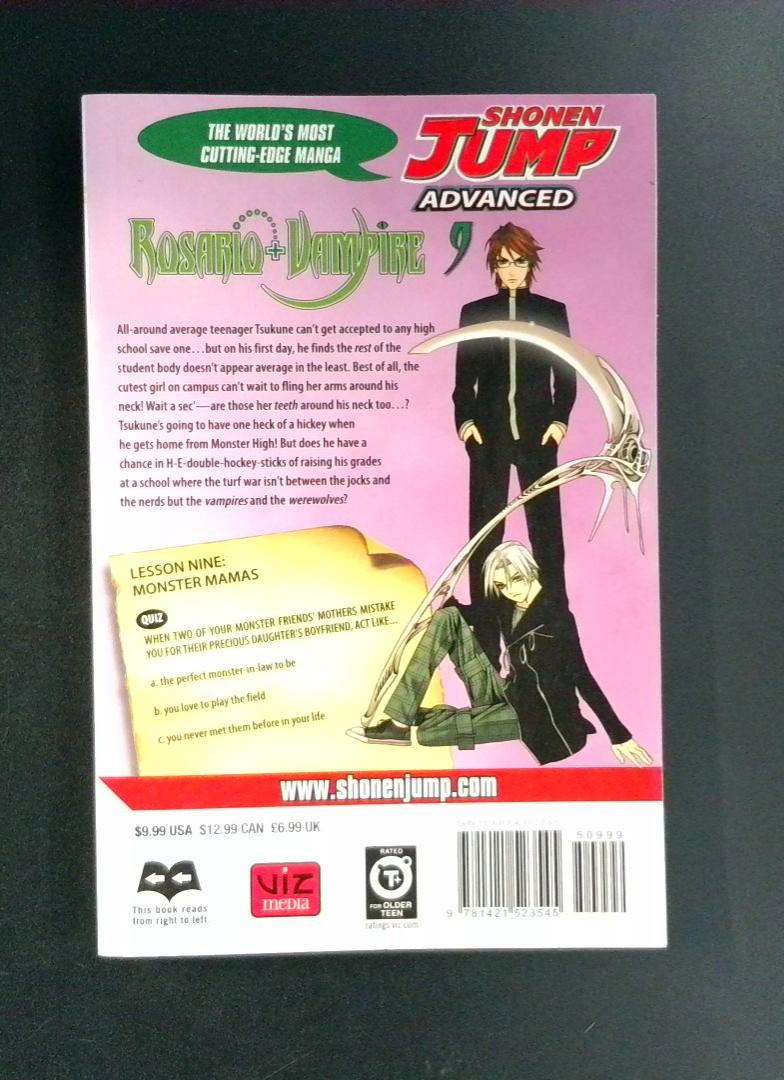 THE WORLD'S MOST
CUTTING-EDGE MANGA
SHONEN
JUMP
ADVANCED
ROSARIO+VAMPIRE 9
All-around average teenager Tsukune can't get accepted to any high
school save one...but on his first day, he finds the rest of the
student body doesn't appear average in the least. Best of all, the
cutest girl on campus can't wait to fling her arms around his
neck! Wait a sec'—are those her teeth around his neck too...?
Tsukune's going to have one heck of a hickey when
he gets home from Monster High! But does he have a
chance in H-E-double-hockey-sticks of raising his grades
at a school where the turf war isn't between the jocks and
the nerds but the vampires and the werewolves?
LESSON NINE:
MONSTER MAMAS
QUIZ
WHEN TWO OF YOUR MONSTER FRIENDS' MOTHERS MISTAKE
YOU FOR THEIR PRECIOUS DAUGHTER'S BOYFRIEND, ACT LIKE...
a. the perfect monster-in-law to be
b. you love to play the field
c. you never met them before in your life
www.shonenjump.com
$9.99 USA $12.99 CAN £6.99 UK
This book reads
from right to left
VIZ
media
RATED
T+
FOR OLDER
TEEN
ratings.viz.com
50999
9 781421 523545